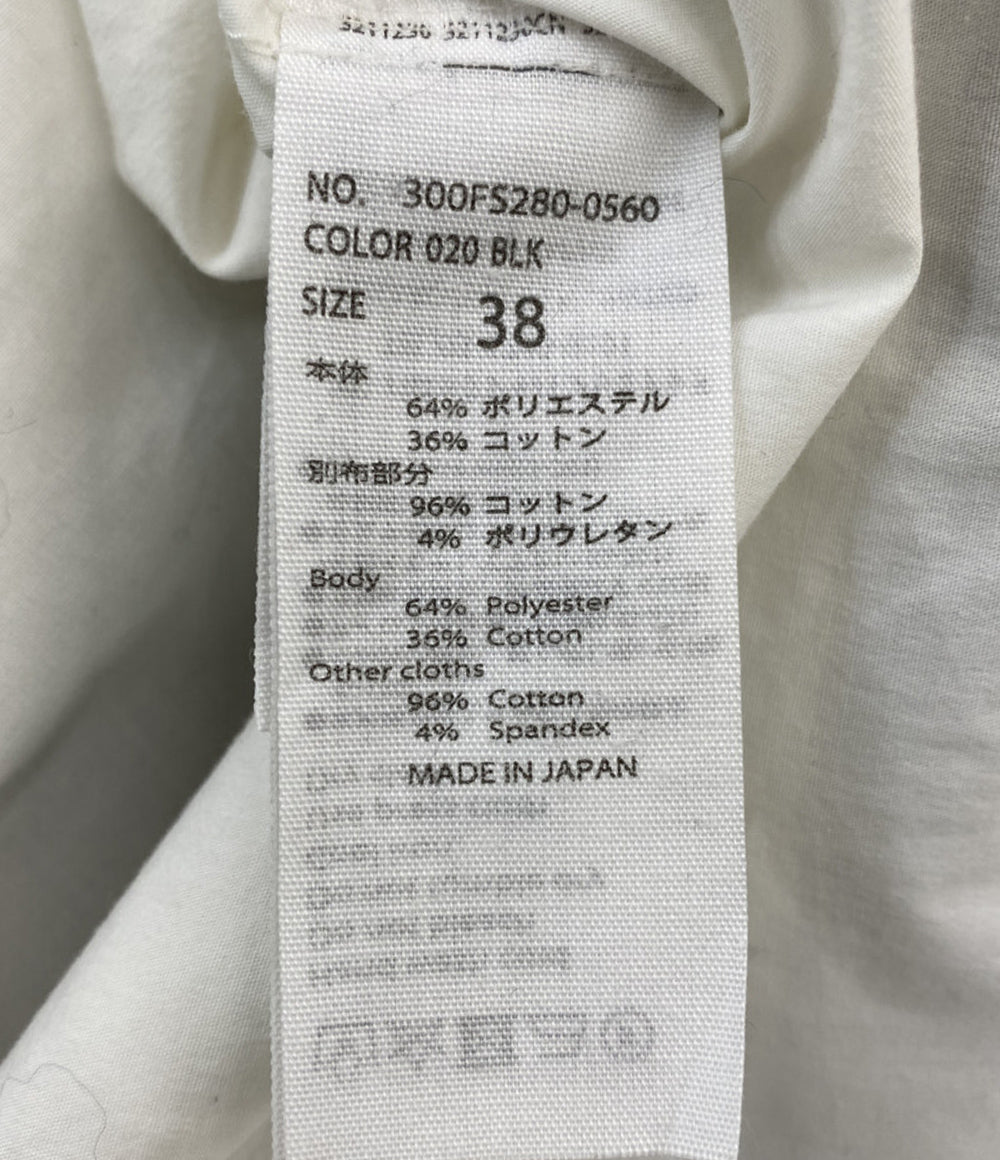 NO. 300FS280-0560
COLOR 020 BLK
SIZE 38
本体
64% ポリエステル
36% コットン
別布部分
96% コットン
4% ポリウレタン
Body
64% Polyester
36% Cotton
Other cloths
96% Cotton
4% Spandex
MADE IN JAPAN